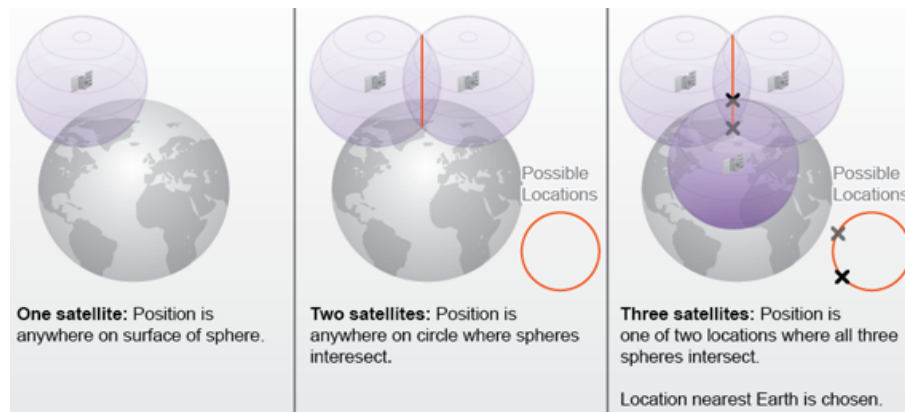 Possible
Locations
Possible
Locations
One satellite: Position is
anywhere on surface of sphere.
Two satellites: Position is
anywhere on circle where spheres
interesect.
Three satellites: Position is
one of two locations where all three
spheres intersect.
Location nearest Earth is chosen.